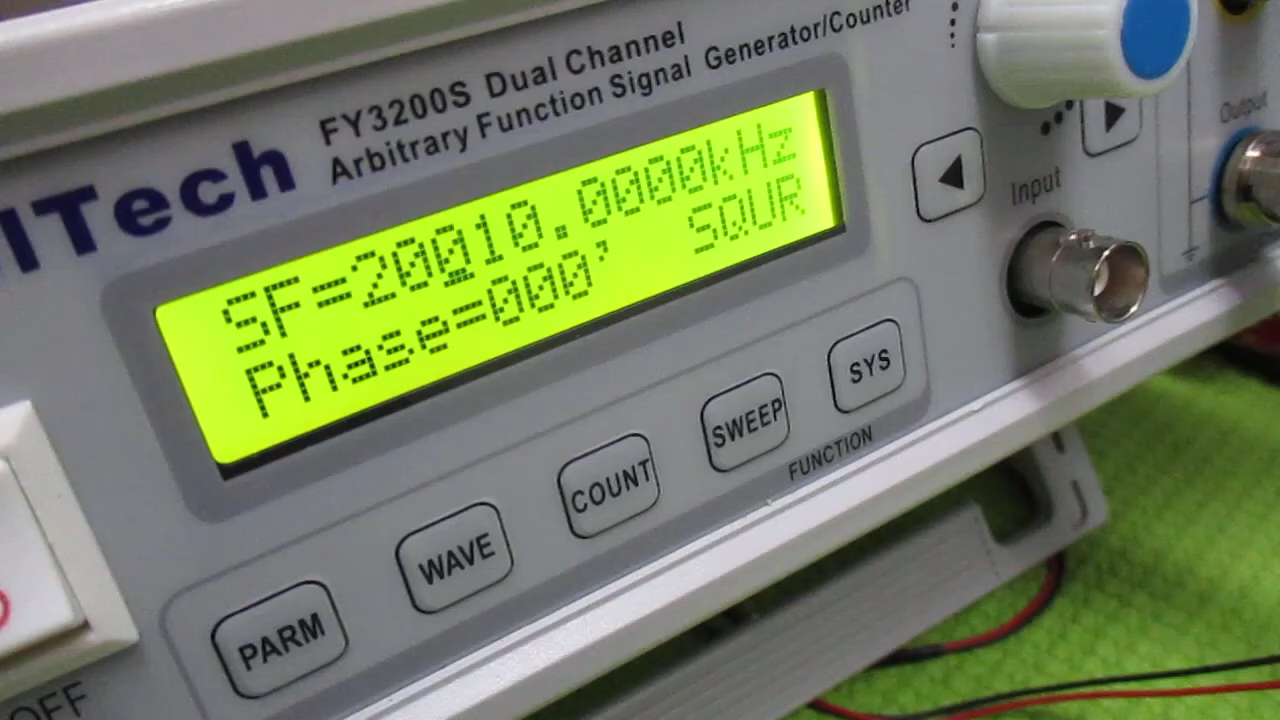 FY3200S Dual Channel
Arbitrary Function Signal Generator/Counter
Tech
SF=20010.0000kHz
Phase=000' SQUR
Input
Output
PARM
WAVE
COUNT
SWEEP
SYS
FUNCTION
OFF